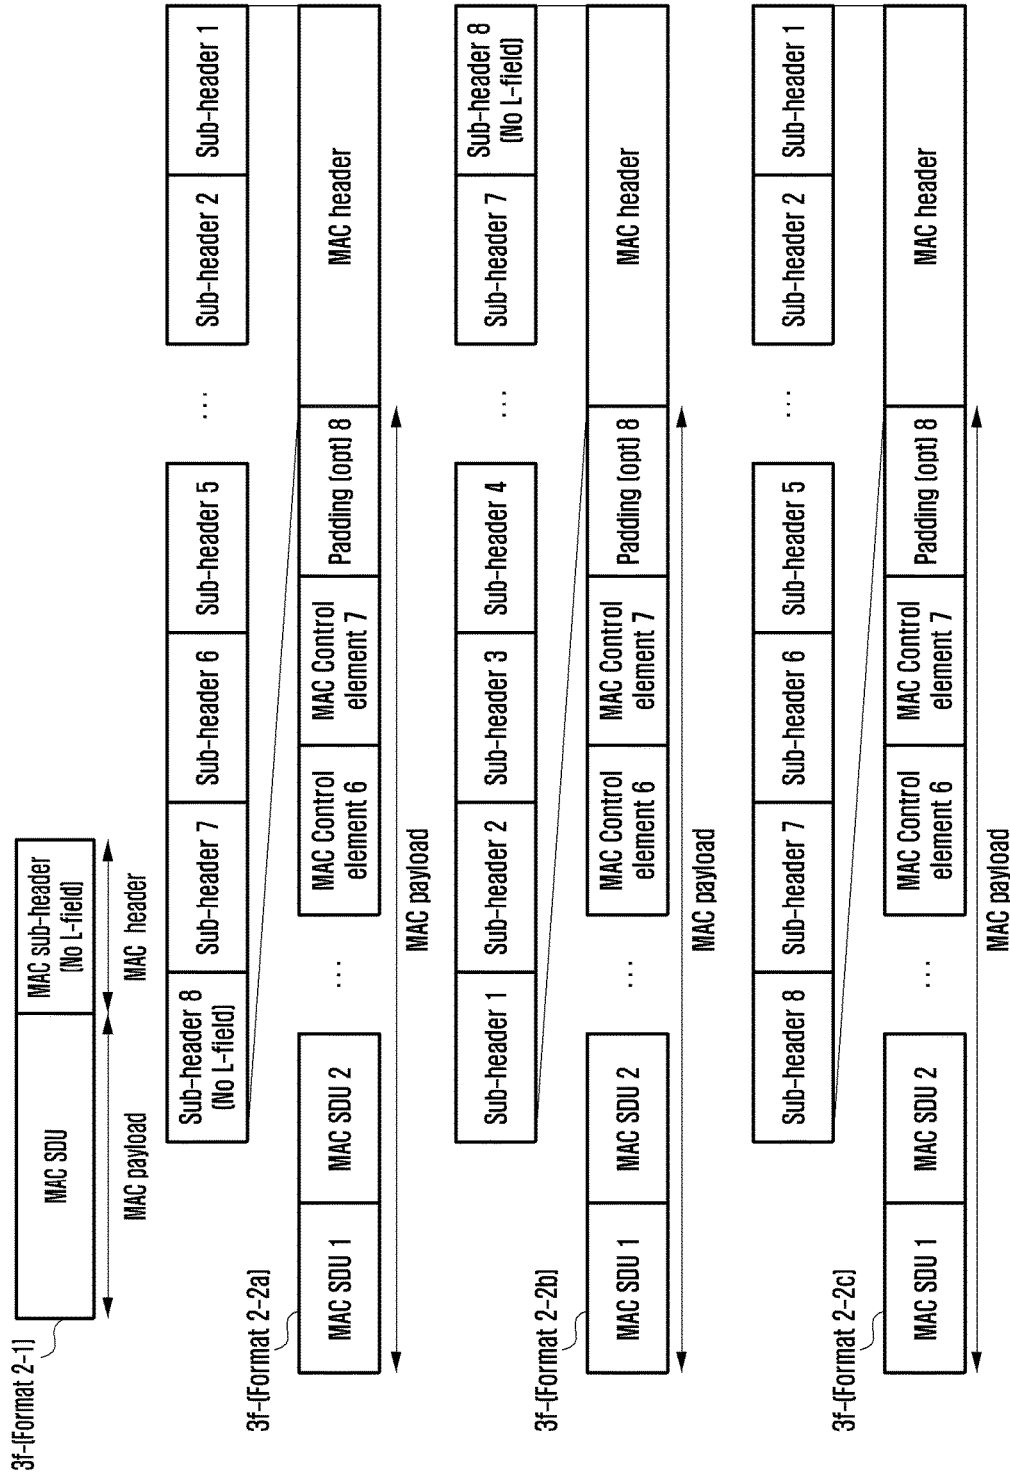 3f-(Format 2-1)
MAC SDU
MAC sub-header
(No L-field)
MAC payload
MAC header
Sub-header 8
(No L-field)
Sub-header 7
Sub-header 6
Sub-header 5
...
Sub-header 2
Sub-header 1
3f-(Format 2-2a)
MAC SDU 1
MAC SDU 2
...
MAC Control
element 6
MAC Control
element 7
Padding (opt) 8
MAC header
MAC payload
Sub-header 1
Sub-header 2
Sub-header 3
Sub-header 4
...
Sub-header 7
Sub-header 8
(No L-field)
3f-(Format 2-2b)
MAC SDU 1
MAC SDU 2
...
MAC Control
element 6
MAC Control
element 7
Padding (opt) 8
MAC header
MAC payload
Sub-header 8
Sub-header 7
Sub-header 6
Sub-header 5
...
Sub-header 2
Sub-header 1
3f-(Format 2-2c)
MAC SDU 1
MAC SDU 2
...
MAC Control
element 6
MAC Control
element 7
Padding (opt) 8
MAC header
MAC payload